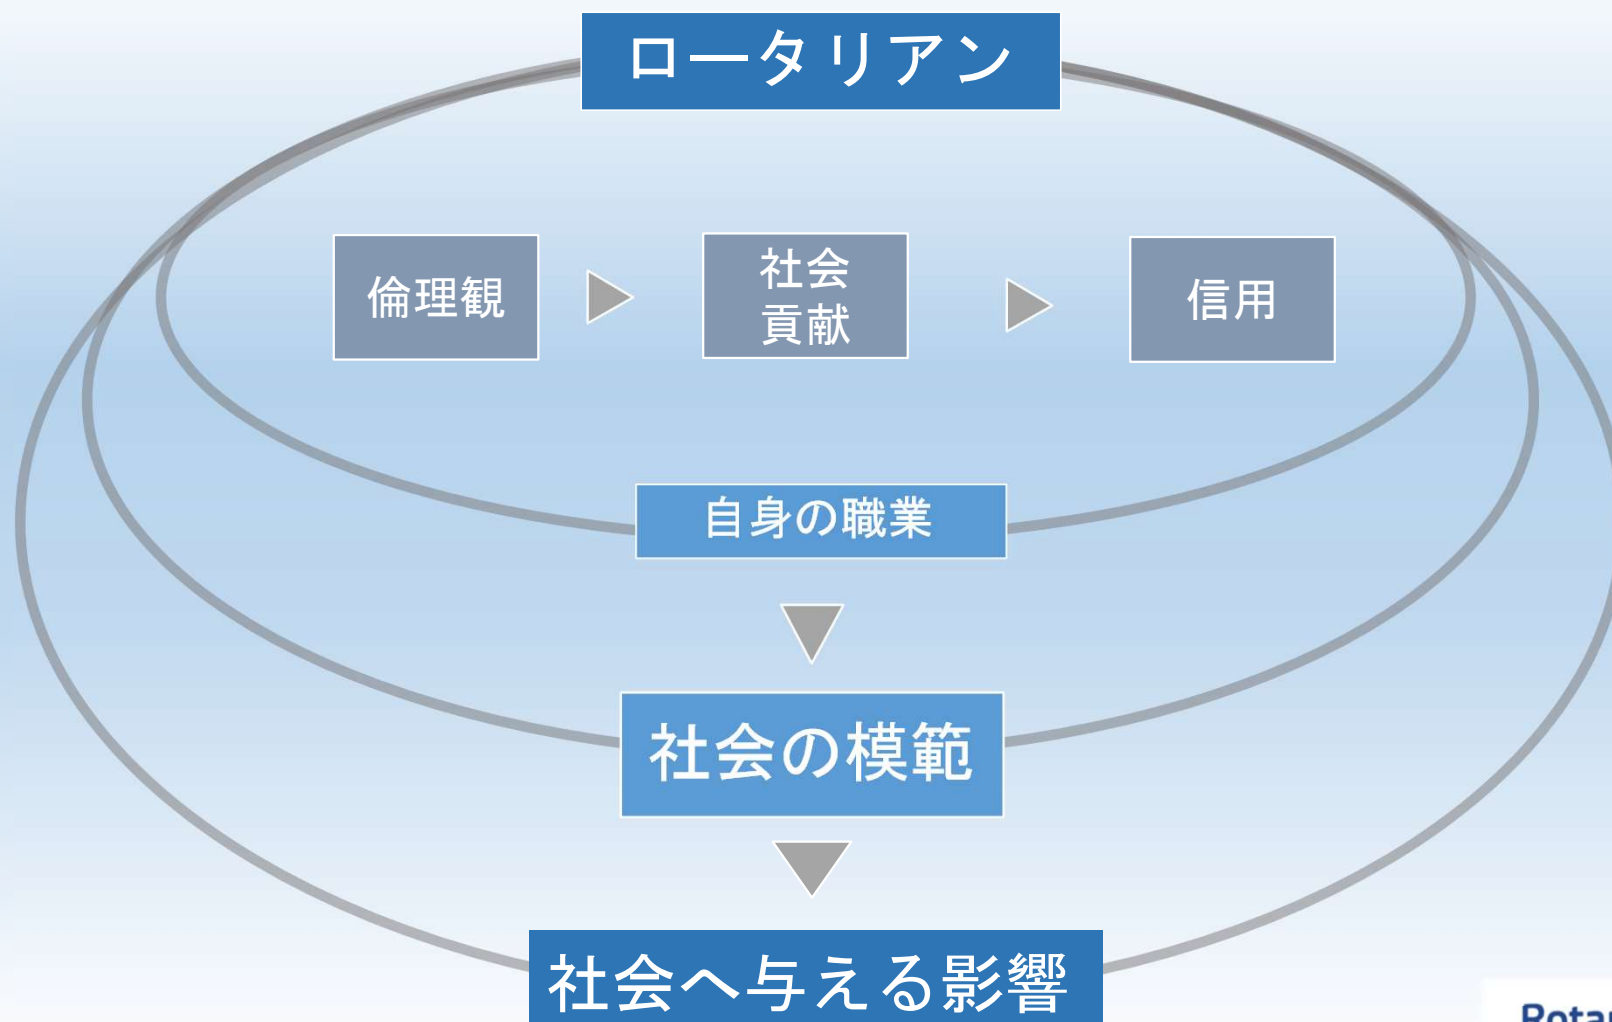 ロータリアン
倫理観
社会
貢献
信用
自身の職業
社会の模範
社会へ与える影響